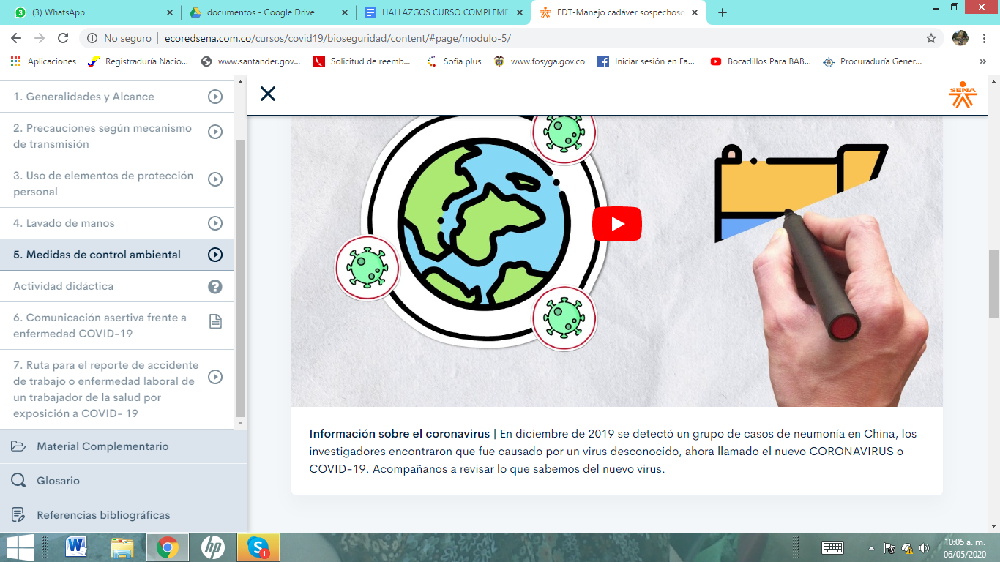 (3) WhatsApp
documentos - Google Drive
HALLAZGOS CURSO COMPLEME
EDT-Manejo cadáver sospechoso
No seguro
ecoredsena.com.co/cursos/covid19/bioseguridad/content/#page/modulo-5/
Aplicaciones
Registraduría Nacio...
www.santander.gov...
Solicitud de reemb...
Sofia plus
www.fosyga.gov.co
Iniciar sesión en Fa...
Bocadillos Para BAB...
Procuraduría Gener...
»
1. Generalidades y Alcance
2. Precauciones según mecanismo
de transmisión
3. Uso de elementos de protección
personal
4. Lavado de manos
5. Medidas de control ambiental
Actividad didáctica
6. Comunicación asertiva frente a
enfermedad COVID-19
7. Ruta para el reporte de accidente
de trabajo o enfermedad laboral de
un trabajador de la salud por
exposición a COVID- 19
Material Complementario
Glosario
Referencias bibliográficas
SENA
Información sobre el coronavirus | En diciembre de 2019 se detectó un grupo de casos de neumonía en China, los
investigadores encontraron que fue causado por un virus desconocido, ahora llamado el nuevo CORONAVIRUS o
COVID-19. Acompañanos a revisar lo que sabemos del nuevo virus.
10:05 a. m.
06/05/2020